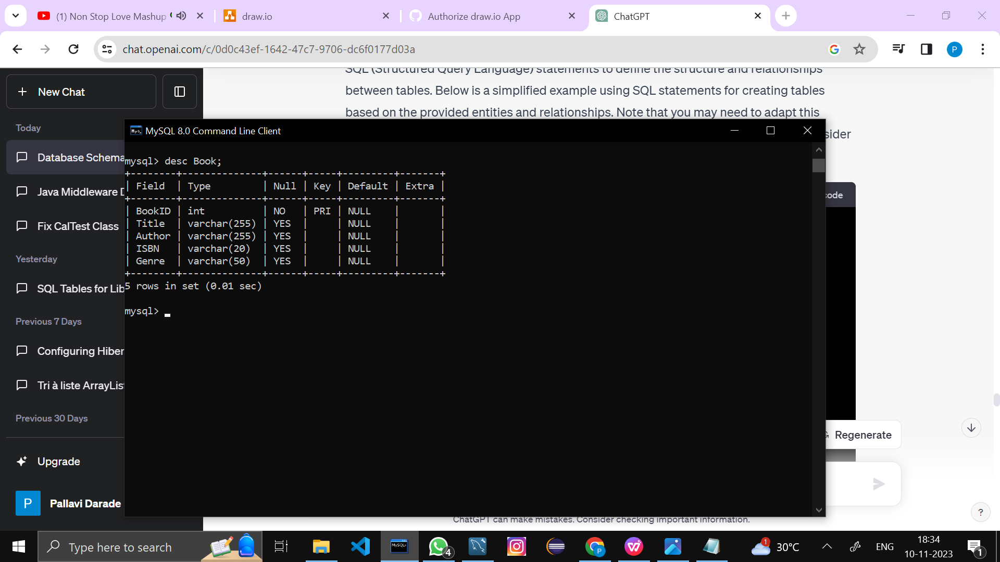 (1) Non Stop Love Mashup
draw.io
Authorize draw.io App
ChatGPT
chat.openai.com/c/0d0c43ef-1642-47c7-9706-dc6f0177d03a
P
New Chat
Today
Database Schema
Java Middleware D
Fix CalTest Class
Yesterday
SQL Tables for Lib
Previous 7 Days
Configuring Hiber
Tri à liste ArrayList
Previous 30 Days
Upgrade
P Pallavi Darade
SQL (Structured Query Language) statements to define the structure and relationships
between tables. Below is a simplified example using SQL statements for creating tables
based on the provided entities and relationships. Note that you may need to adapt this
sider
code
MySQL 8.0 Command Line Client
mysql> desc Book;
+--------+--------------+------+-----+---------+-------+
| Field  | Type         | Null | Key | Default | Extra |
+--------+--------------+------+-----+---------+-------+
| BookID | int          | NO   | PRI | NULL    |       |
| Title  | varchar(255) | YES  |     | NULL    |       |
| Author | varchar(255) | YES  |     | NULL    |       |
| ISBN   | varchar(20)  | YES  |     | NULL    |       |
| Genre  | varchar(50)  | YES  |     | NULL    |       |
+--------+--------------+------+-----+---------+-------+
5 rows in set (0.01 sec)
mysql>
Regenerate
ChatGPT can make mistakes. Consider checking important information.
?
Type here to search
MySQL>
4
P
1
30°C
ENG
18:34
10-11-2023
1